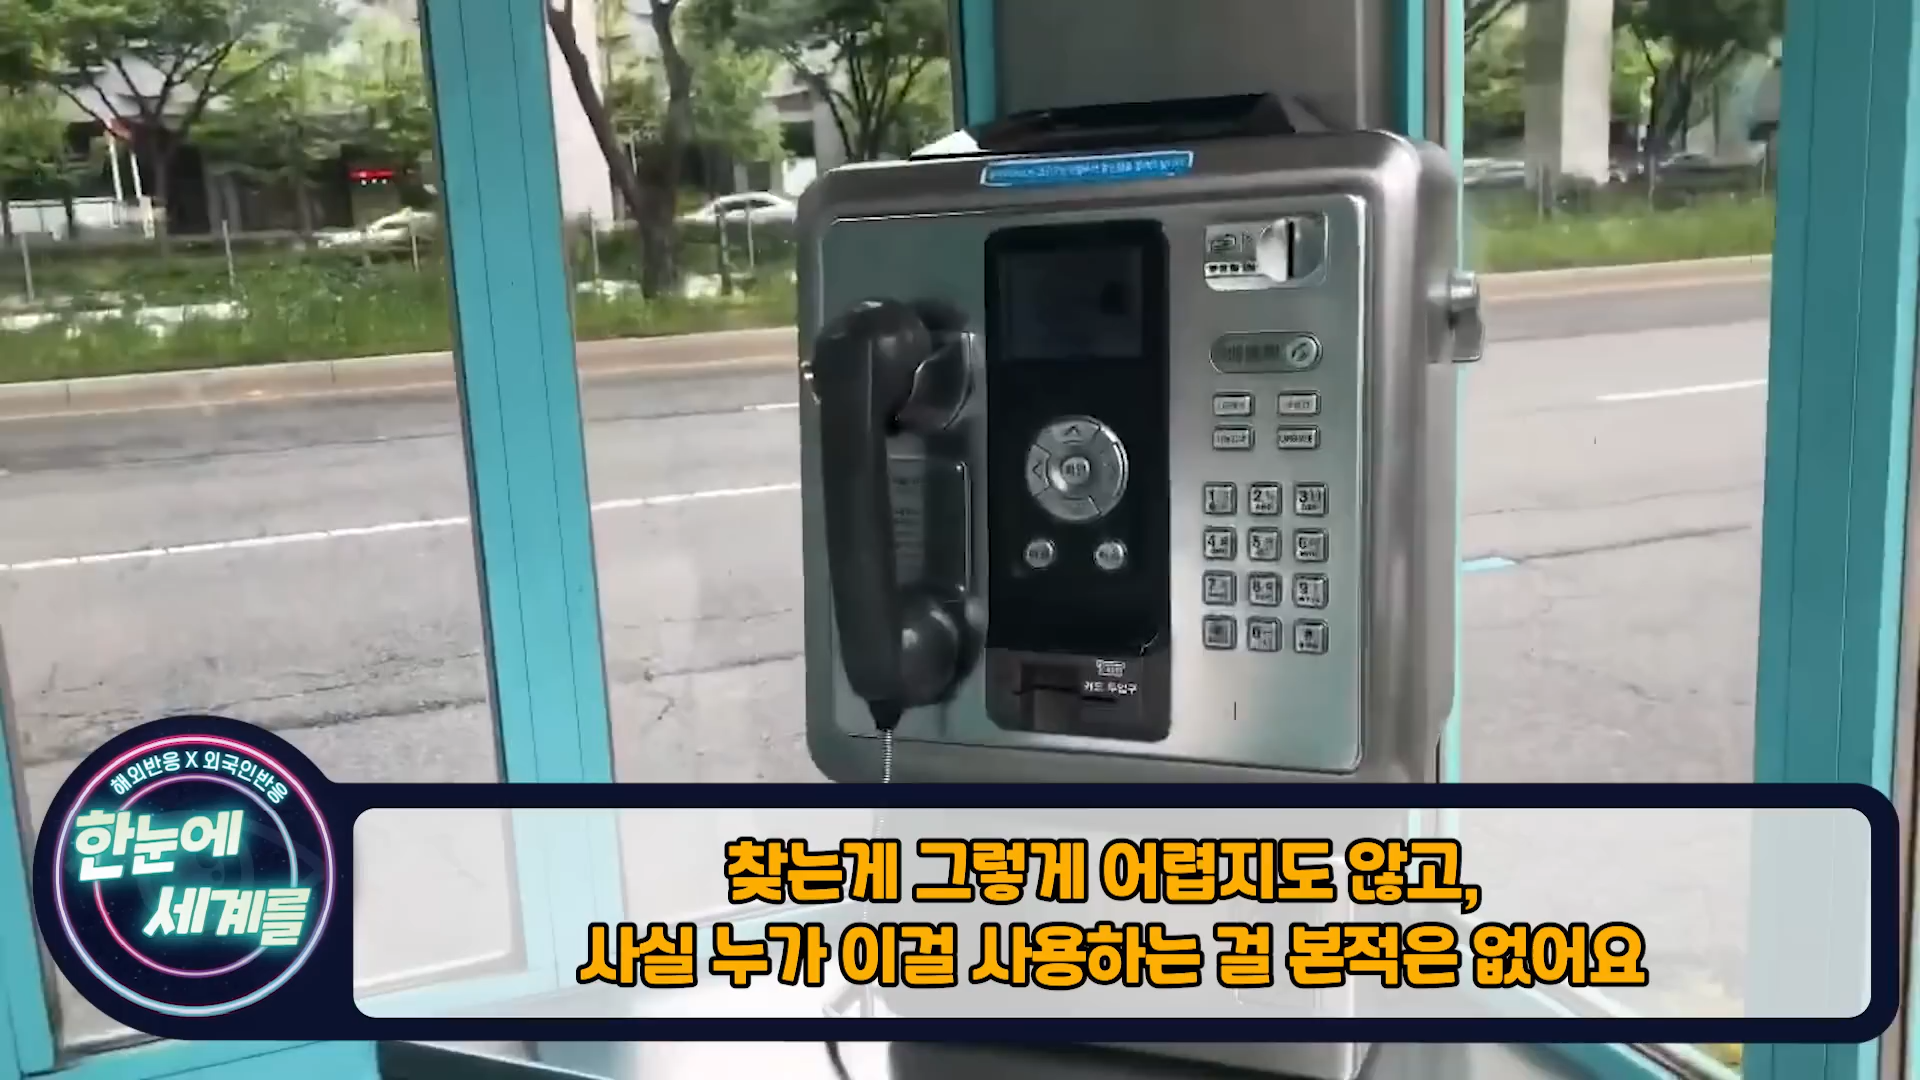 카드 투입구
1
2
3
4
5
6
7
8
9
해외반응 X 외국인반응
한눈에
세계를
찾는게 그렇게 어렵지도 않고,
사실 누가 이걸 사용하는 걸 본적은 없어요